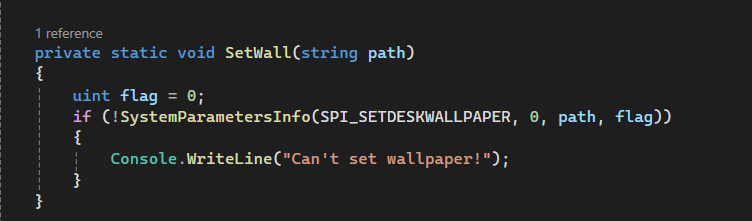 1 reference
private static void SetWall(string path)
{
uint flag = 0;
if (!SystemParametersInfo(SPI_SETDESKWALLPAPER, 0, path, flag))
{
Console.WriteLine("Can't set wallpaper!");
}
}